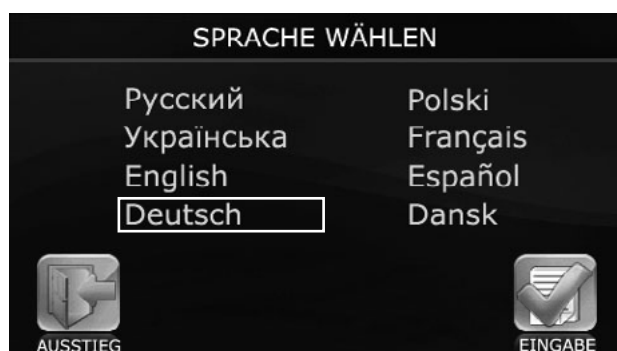 SPRACHE WÄHLEN
Русский
Українська
English
Deutsch
Polski
Français
Español
Dansk
AUSSTIEG
EINGABE